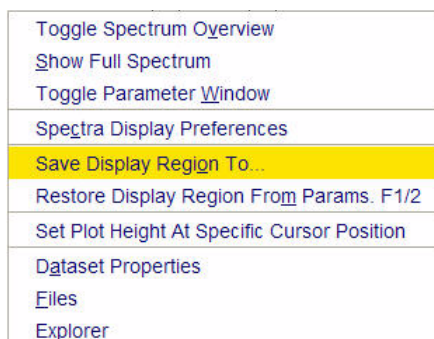 Toggle Spectrum Overview
Show Full Spectrum
Toggle Parameter Window
Spectra Display Preferences
Save Display Region To...
Restore Display Region From Params. F1/2
Set Plot Height At Specific Cursor Position
Dataset Properties
Files
Explorer